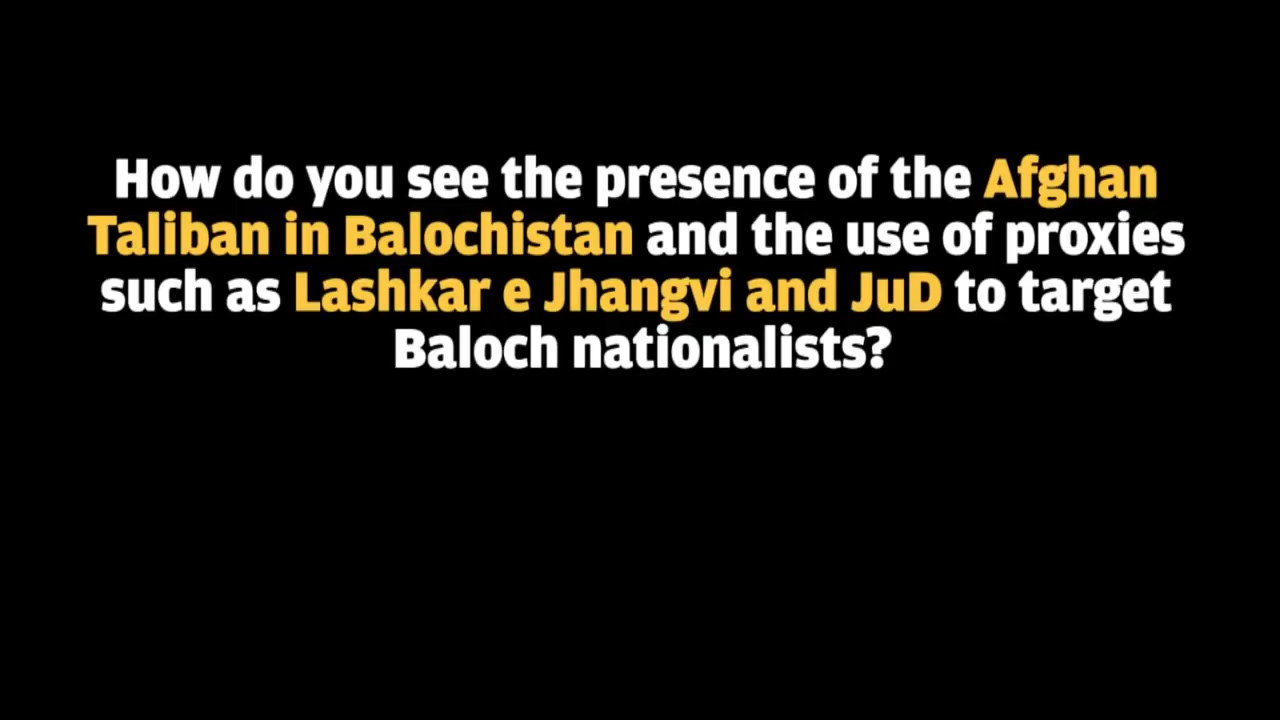 How do you see the presence of the Afghan
Taliban in Balochistan and the use of proxies
such as Lashkar e Jhangvi and JuD to target
Baloch nationalists?